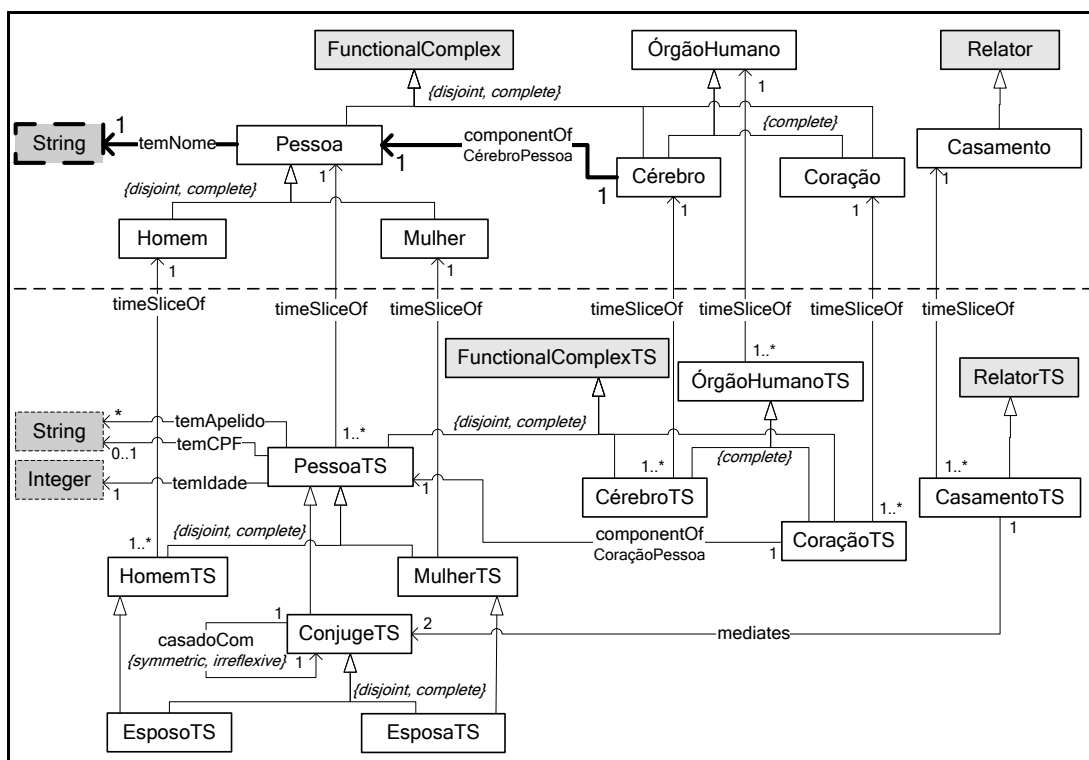 FunctionalComplex
ÓrgãoHumano
Relator
{disjoint, complete}
1
{complete}
String
1
temNome
Pessoa
1
componentOf
CérebroPessoa
1
Cérebro
Coração
Casamento
1
1
1
1
{disjoint, complete}
Homem
Mulher
1
1
timeSliceOf
timeSliceOf
timeSliceOf
timeSliceOf
timeSliceOf
timeSliceOf
timeSliceOf
FunctionalComplexTS
1..*
ÓrgãoHumanoTS
RelatorTS
String
*
temApelido
0..1
temCPF
Integer
1
temIdade
1..*
PessoaTS
1
{disjoint, complete}
{complete}
1..*
CérebroTS
1..*
CasamentoTS
1
1..*
CoraçãoTS
1
componentOf
CoraçãoPessoa
{disjoint, complete}
1..*
HomemTS
MulherTS
1
casadoCom
{symmetric, irreflexive}
1
ConjugeTS
2
mediates
{disjoint, complete}
EsposoTS
EsposaTS